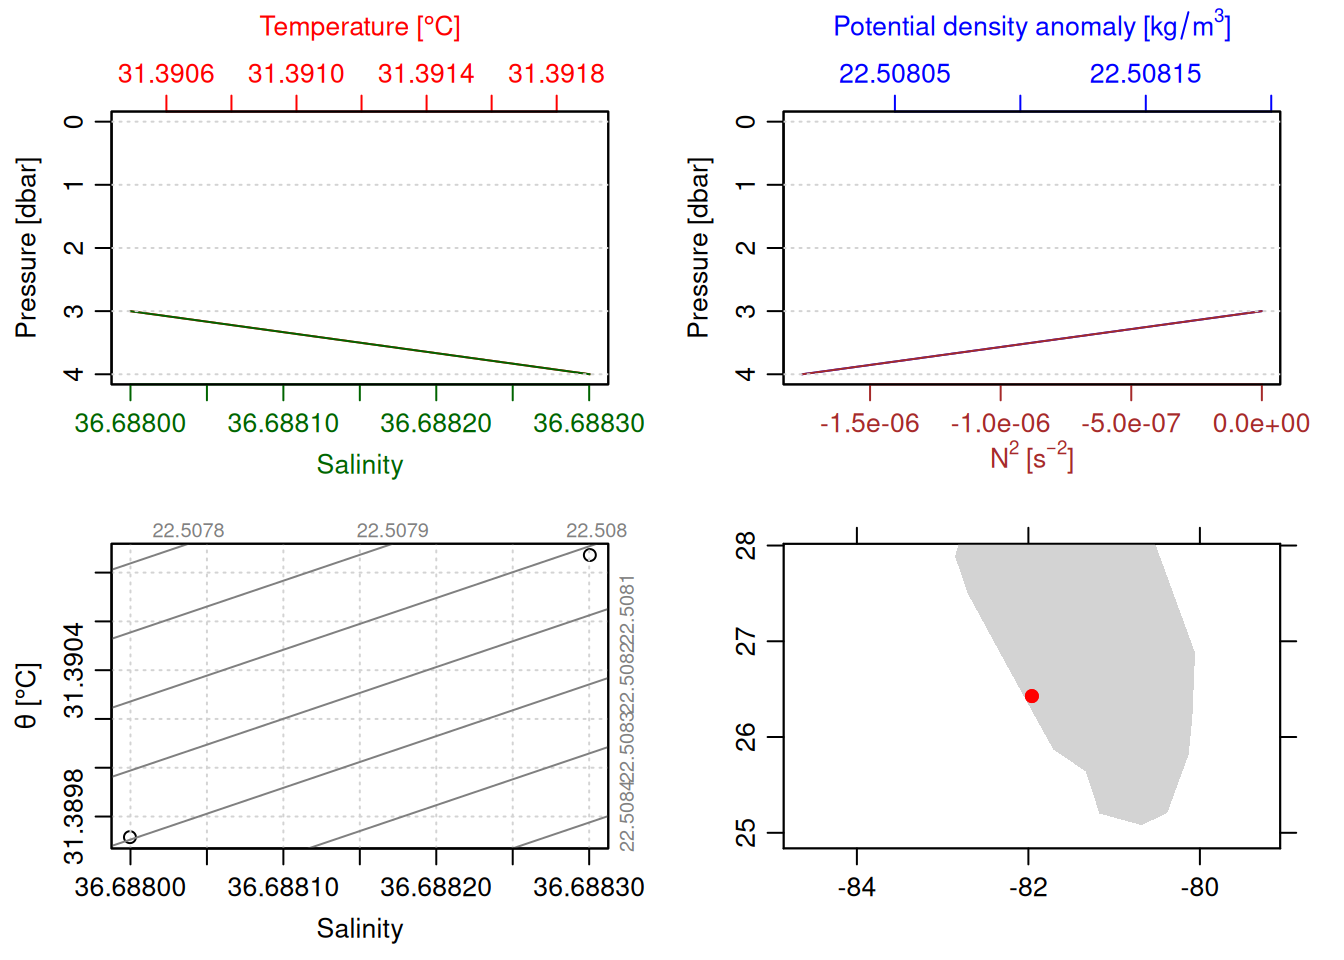 Temperature [°C]
31.3906 31.3910 31.3914 31.3918
Pressure [dbar]
0
1
2
3
4
36.68800 36.68810 36.68820 36.68830
Salinity
Potential density anomaly [kg/m³]
22.50805 22.50815
Pressure [dbar]
0
1
2
3
4
-1.5e-06 -1.0e-06 -5.0e-07 0.0e+00
N² [s⁻²]
22.5078 22.5079 22.508
θ [°C]
31.3904
31.3898
22.5081
22.5082
22.5083
22.5084
36.68800 36.68810 36.68820 36.68830
Salinity
28
27
26
25
-84 -82 -80